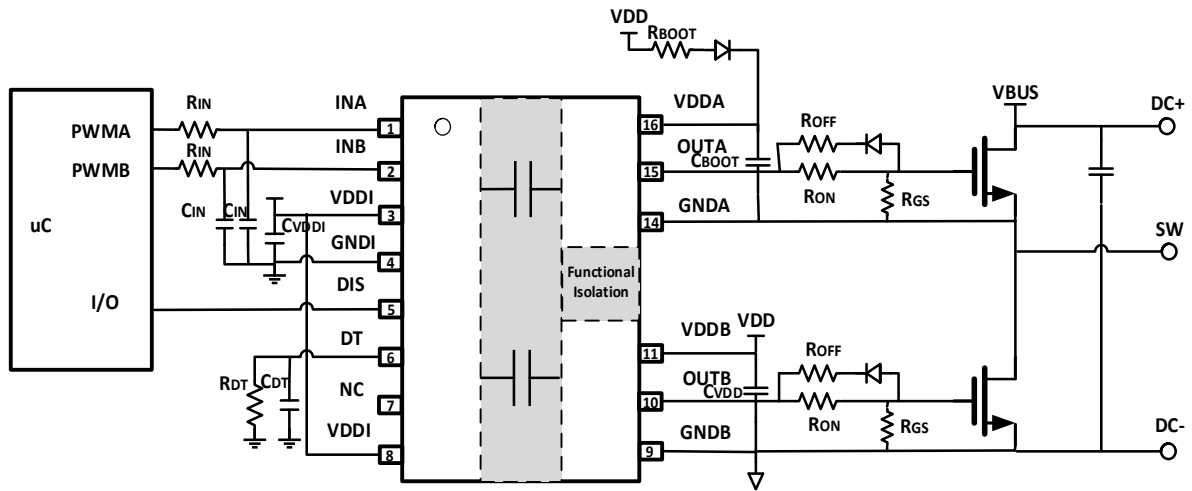 VDD
RBOOT
VBUS
DC+
INA
VDDA
RIN
PWMA
1
16
ROFF
INB
OUTA
RIN
CBOOT
PWMB
2
15
RON
VDDI
GNDA
RGS
CIN
CIN
CVDDI
3
14
uC
GNDI
SW
4
Functional
Isolation
DIS
I/O
5
VDDB
VDD
DT
6
11
ROFF
RDT
CDT
OUTB
NC
CVDD
7
10
RON
VDDI
GNDB
RGS
DC-
8
9